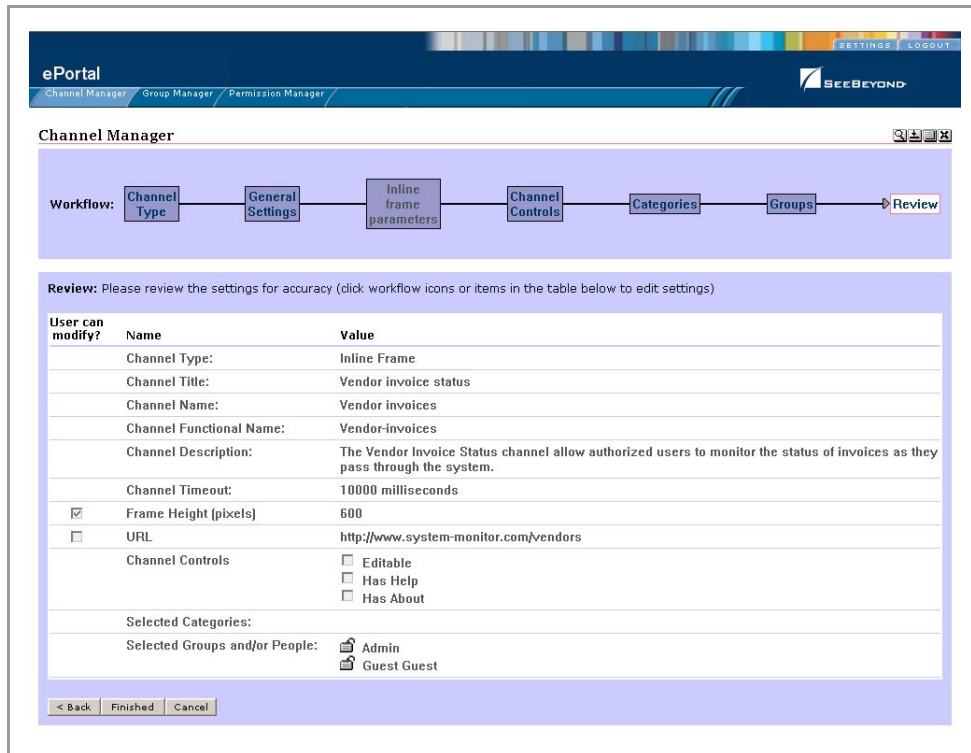 SETTINGS LOGOUT
ePortal
SEEBEYOND
Channel Manager Group Manager Permission Manager
Channel Manager
Workflow:
Channel
Type
General
Settings
Inline
frame
parameters
Channel
Controls
Categories
Groups
Review
Review: Please review the settings for accuracy (click workflow icons or items in the table below to edit settings)
User can
modify? Name Value
Channel Type: Inline Frame
Channel Title: Vendor invoice status
Channel Name: Vendor invoices
Channel Functional Name: Vendor-invoices
Channel Description: The Vendor Invoice Status channel allow authorized users to monitor the status of invoices as they
pass through the system.
Channel Timeout: 10000 milliseconds
Frame Height (pixels) 600
URL http://www.system-monitor.com/vendors
Channel Controls Editable
Has Help
Has About
Selected Categories:
Selected Groups and/or People: Admin
Guest Guest
< Back Finished Cancel